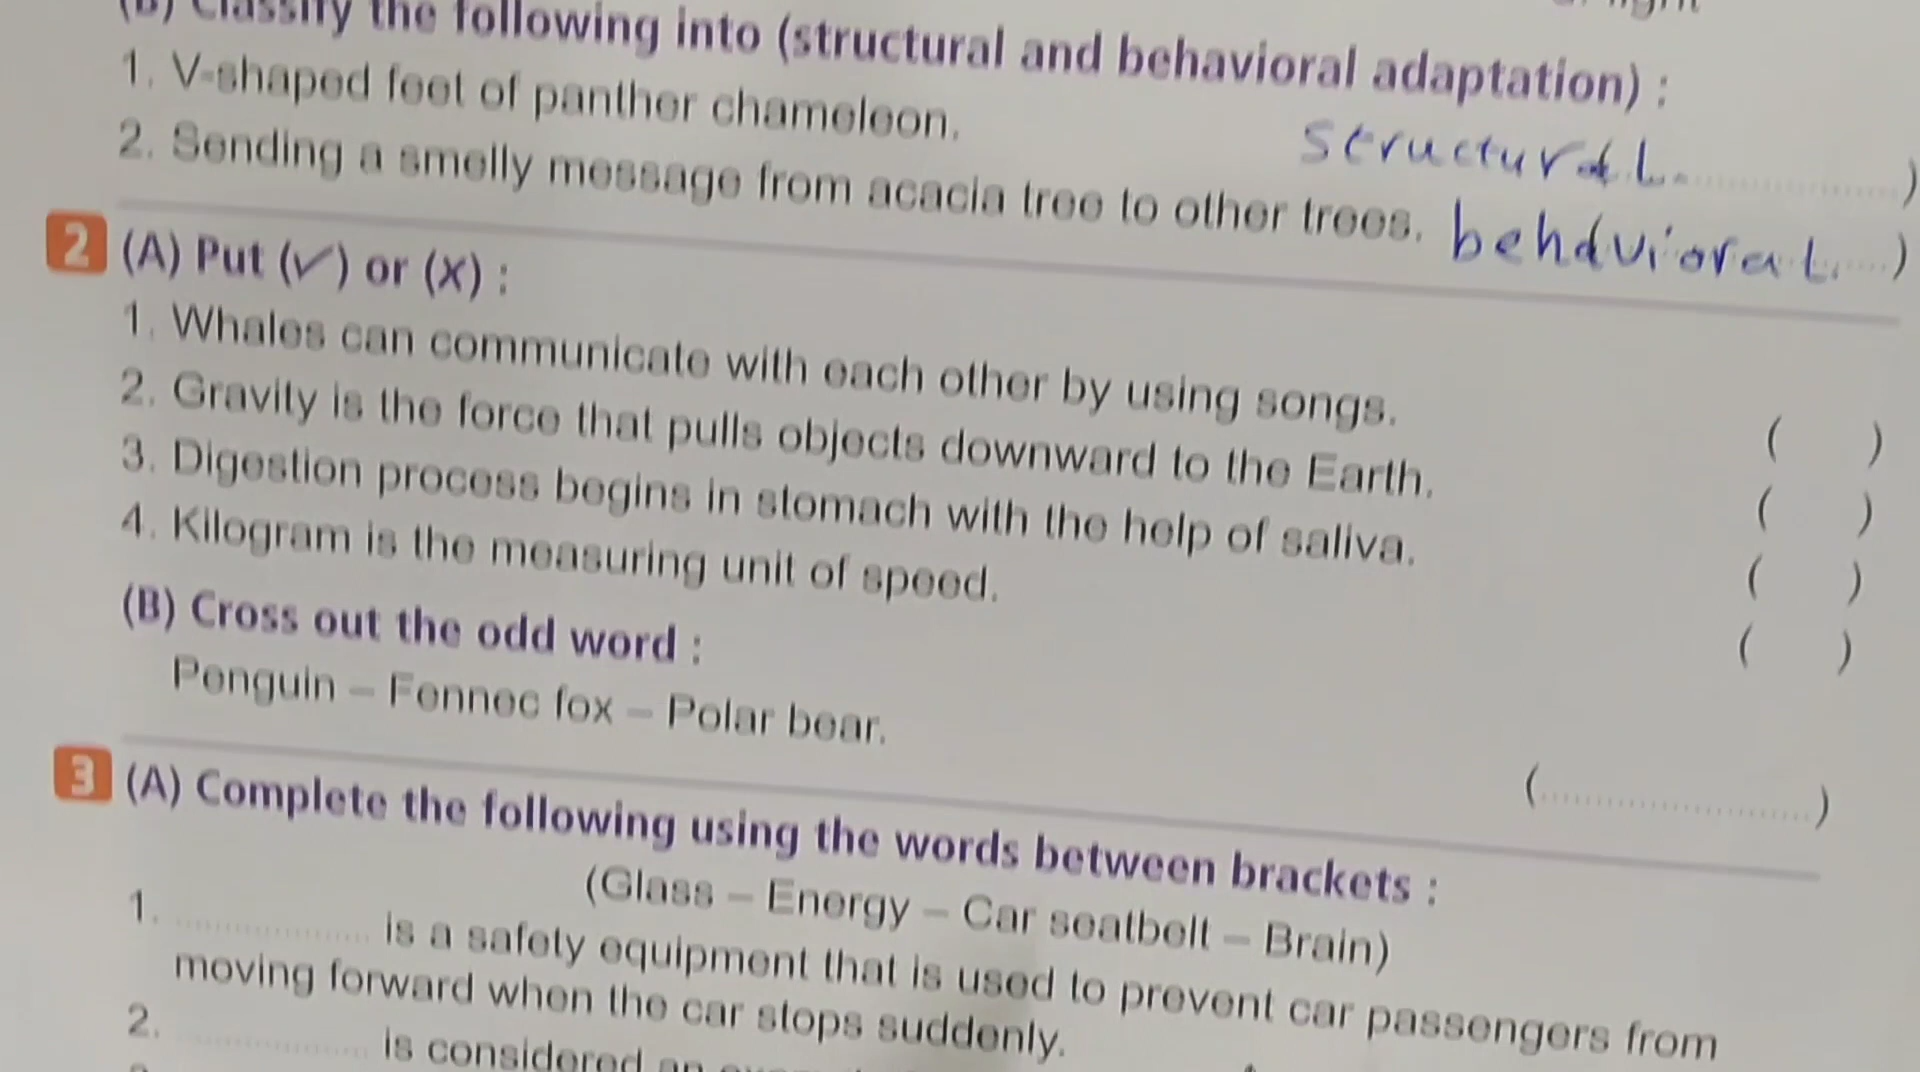 (B) Classify the following into (structural and behavioral adaptation) :
1. V-shaped feet of panther chameleon.
structural )
2. Sending a smelly message from acacia tree to other trees. behavioral )
2 (A) Put (✓) or (X) :
1. Whales can communicate with each other by using songs. ( )
2. Gravity is the force that pulls objects downward to the Earth. ( )
3. Digestion process begins in stomach with the help of saliva. ( )
4. Kilogram is the measuring unit of speed. ( )
(B) Cross out the odd word :
Penguin – Fennec fox – Polar bear. (....................)
3 (A) Complete the following using the words between brackets :
(Glass – Energy – Car seatbelt – Brain)
1. .................... is a safety equipment that is used to prevent car passengers from
moving forward when the car stops suddenly.
2. .................... is considered an